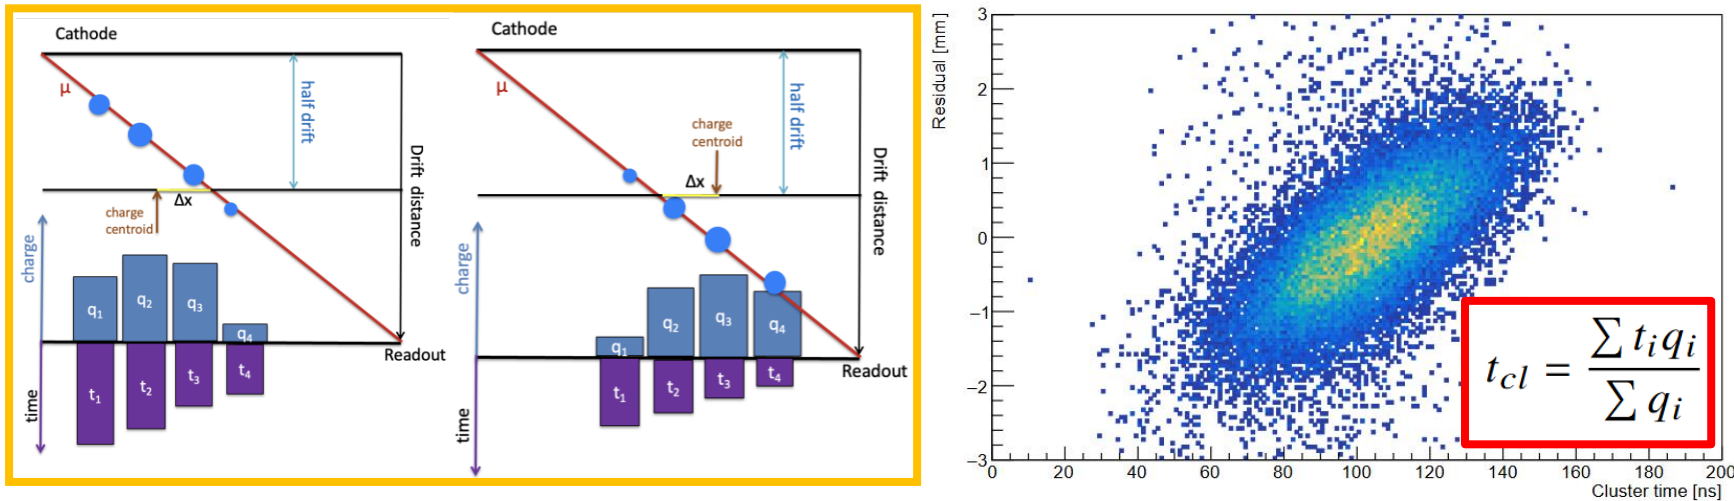 Cathode
μ
half drift
Δx
charge
centroid
Drift distance
charge
q1
q2
q3
q4
Readout
time
t1
t2
t3
t4
Cathode
μ
charge
centroid
half drift
Δx
Drift distance
charge
q1
q2
q3
q4
Readout
time
t1
t2
t3
t4
Residual [mm]
3
2
1
0
−1
−2
−3
0 20 40 60 80 100 120 140 160 180 200
Cluster time [ns]
t_cl = ∑ t_i q_i / ∑ q_i